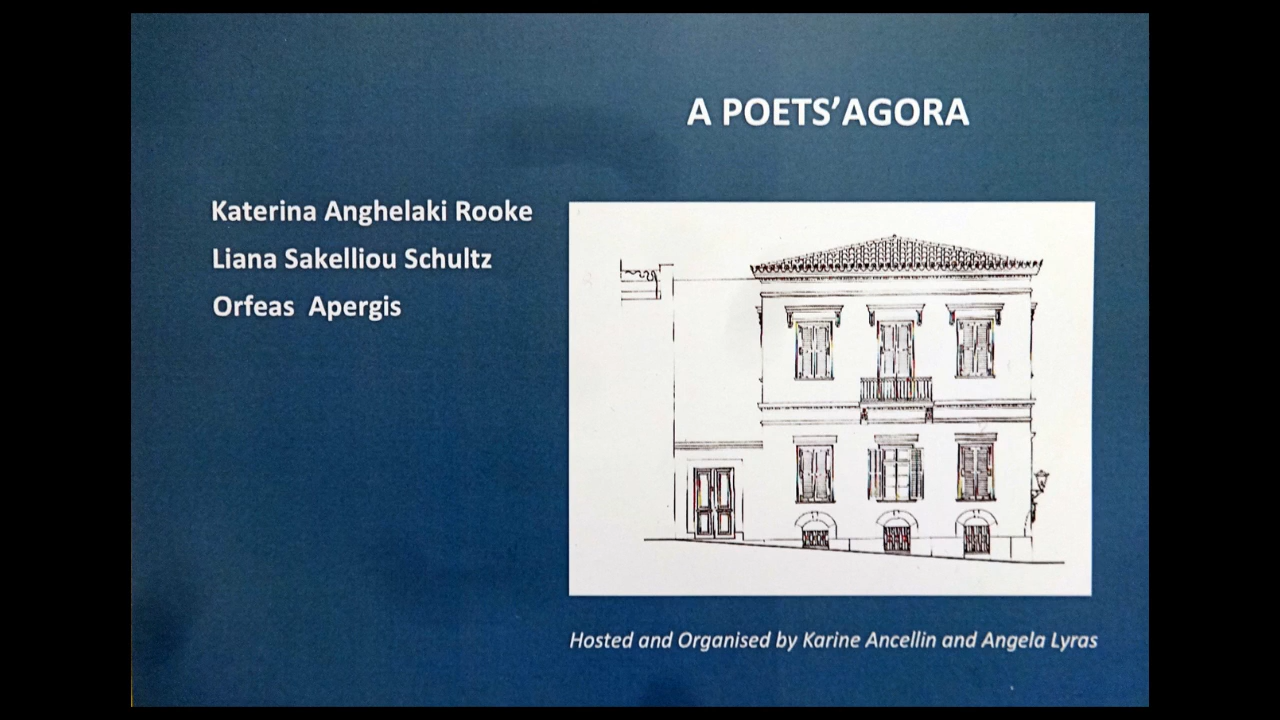 A POETS’AGORA
Katerina Anghelaki Rooke
Liana Sakelliou Schultz
Orfeas Apergis
Hosted and Organised by Karine Ancellin and Angela Lyras